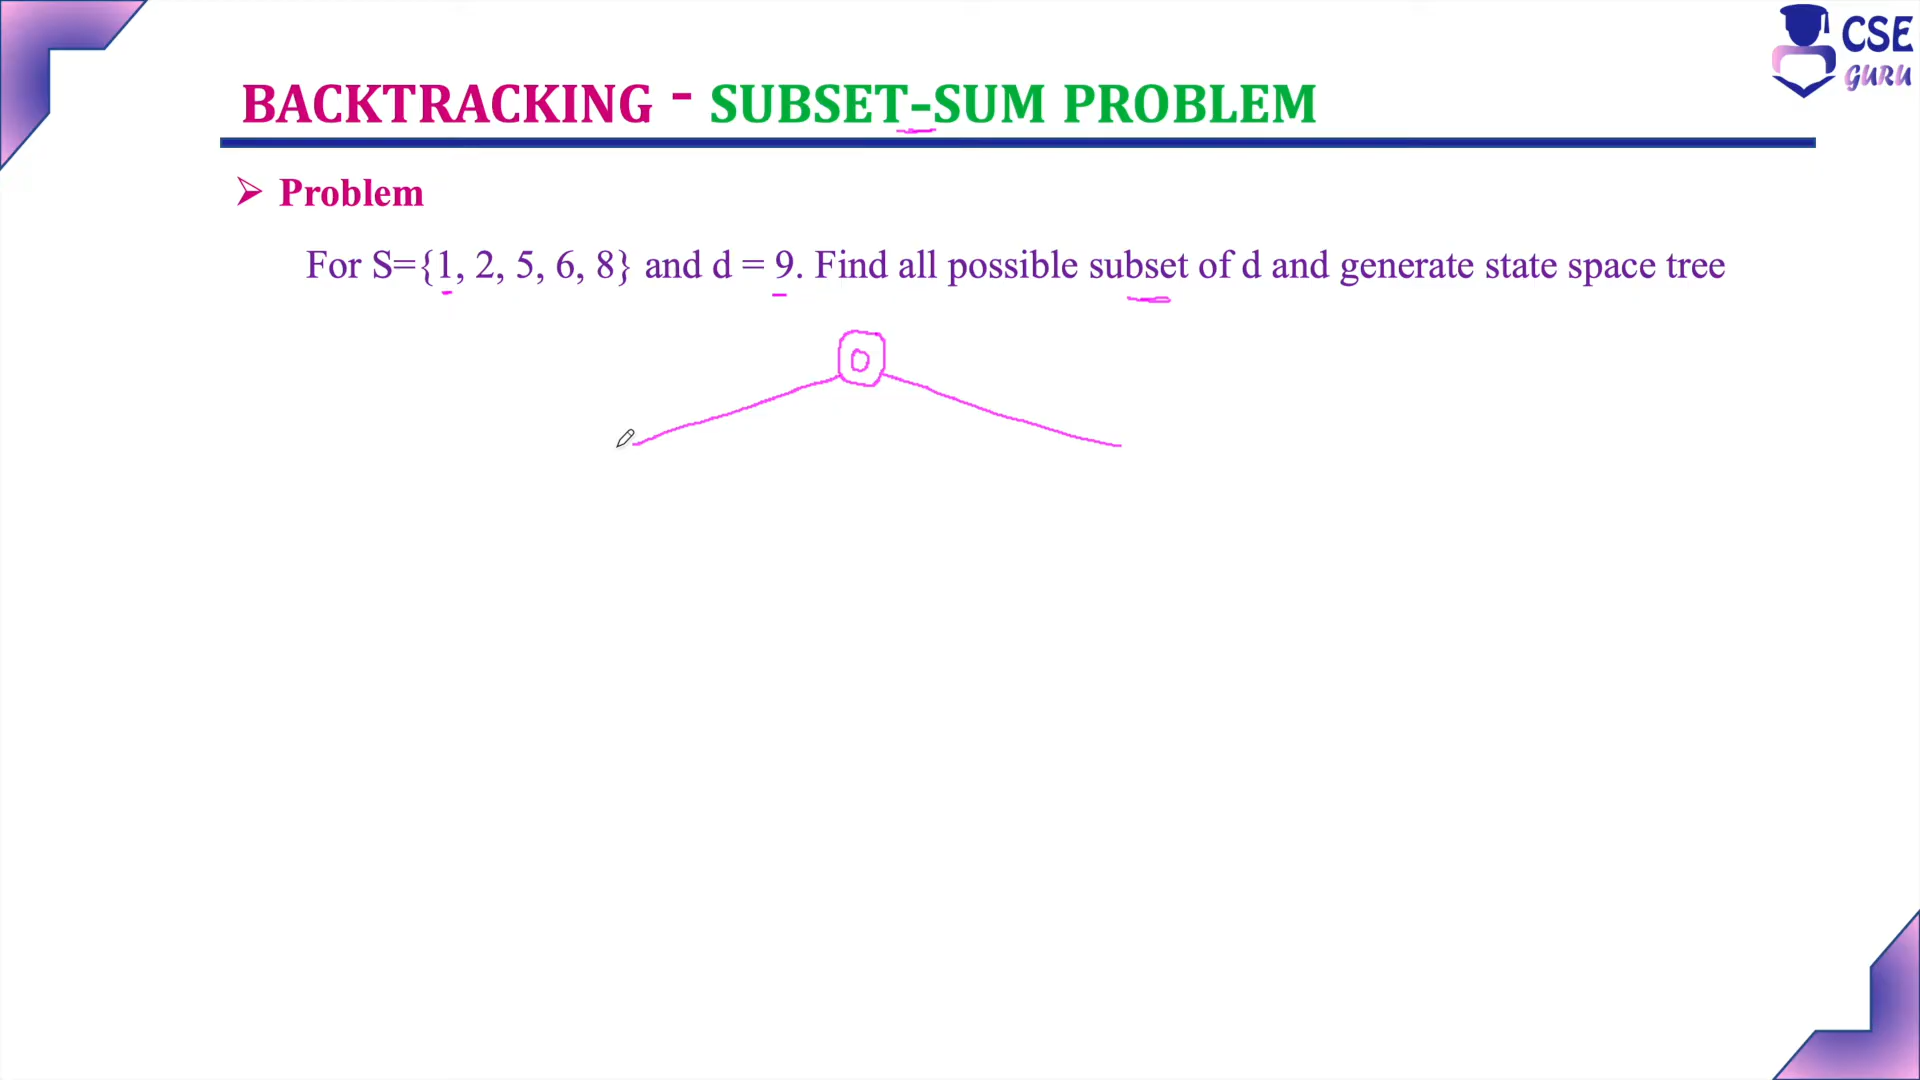 CSE
GURU
BACKTRACKING - SUBSET-SUM PROBLEM
➢ Problem
For S={1, 2, 5, 6, 8} and d = 9. Find all possible subset of d and generate state space tree
0